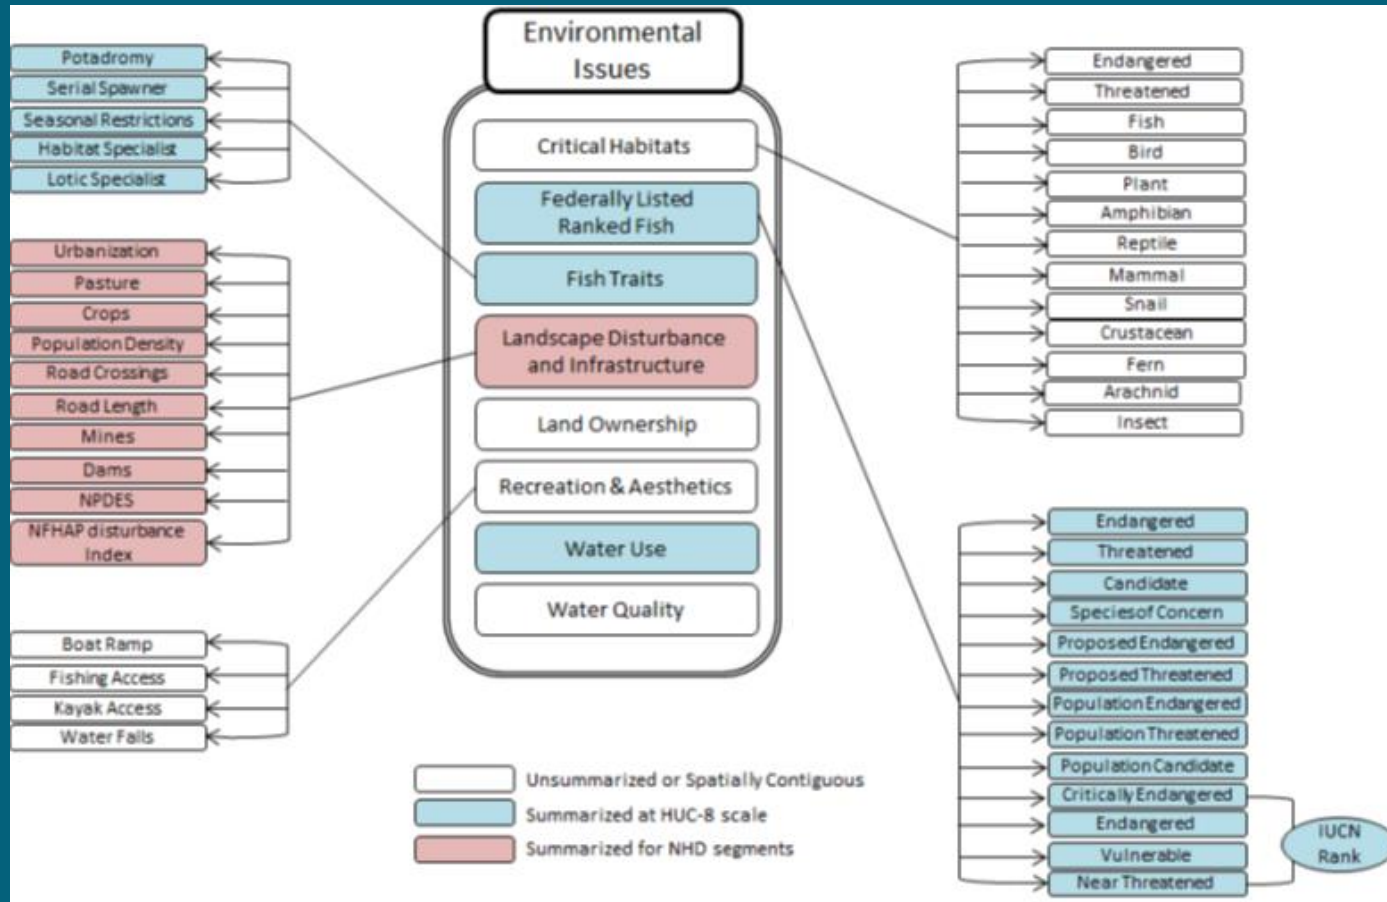 Environmental
Issues
Critical Habitats
Federally Listed
Ranked Fish
Fish Traits
Landscape Disturbance
and Infrastructure
Land Ownership
Recreation & Aesthetics
Water Use
Water Quality
Potadromy
Serial Spawner
Seasonal Restrictions
Habitat Specialist
Lotic Specialist
Urbanization
Pasture
Crops
Population Density
Road Crossings
Road Length
Mines
Dams
NPDES
NFHAP disturbance
Index
Boat Ramp
Fishing Access
Kayak Access
Water Falls
Endangered
Threatened
Fish
Bird
Plant
Amphibian
Reptile
Mammal
Snail
Crustacean
Fern
Arachnid
Insect
Endangered
Threatened
Candidate
Speciesof Concern
Proposed Endangered
Proposed Threatened
Population Endangered
Population Threatened
Population Candidate
Critically Endangered
Endangered
Vulnerable
Near Threatened
IUCN
Rank
Unsummarized or Spatially Contiguous
Summarized at HUC-8 scale
Summarized for NHD segments